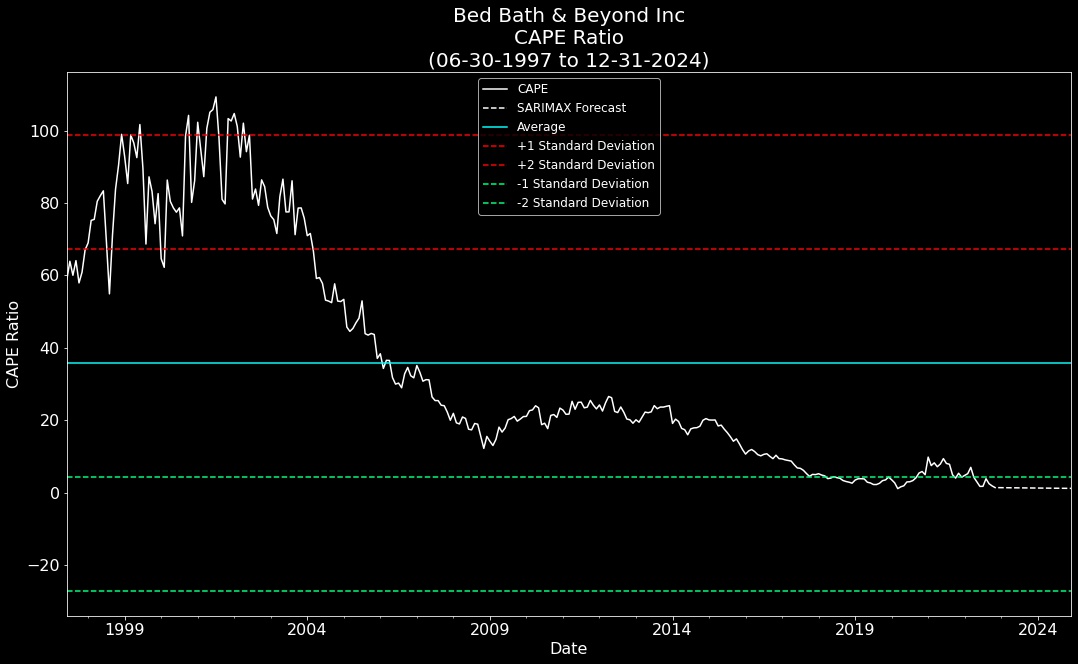 Bed Bath & Beyond Inc
CAPE Ratio
(06-30-1997 to 12-31-2024)
CAPE
SARIMAX Forecast
Average
+1 Standard Deviation
+2 Standard Deviation
-1 Standard Deviation
-2 Standard Deviation
CAPE Ratio
100
80
60
40
20
0
−20
1999
2004
2009
2014
2019
2024
Date